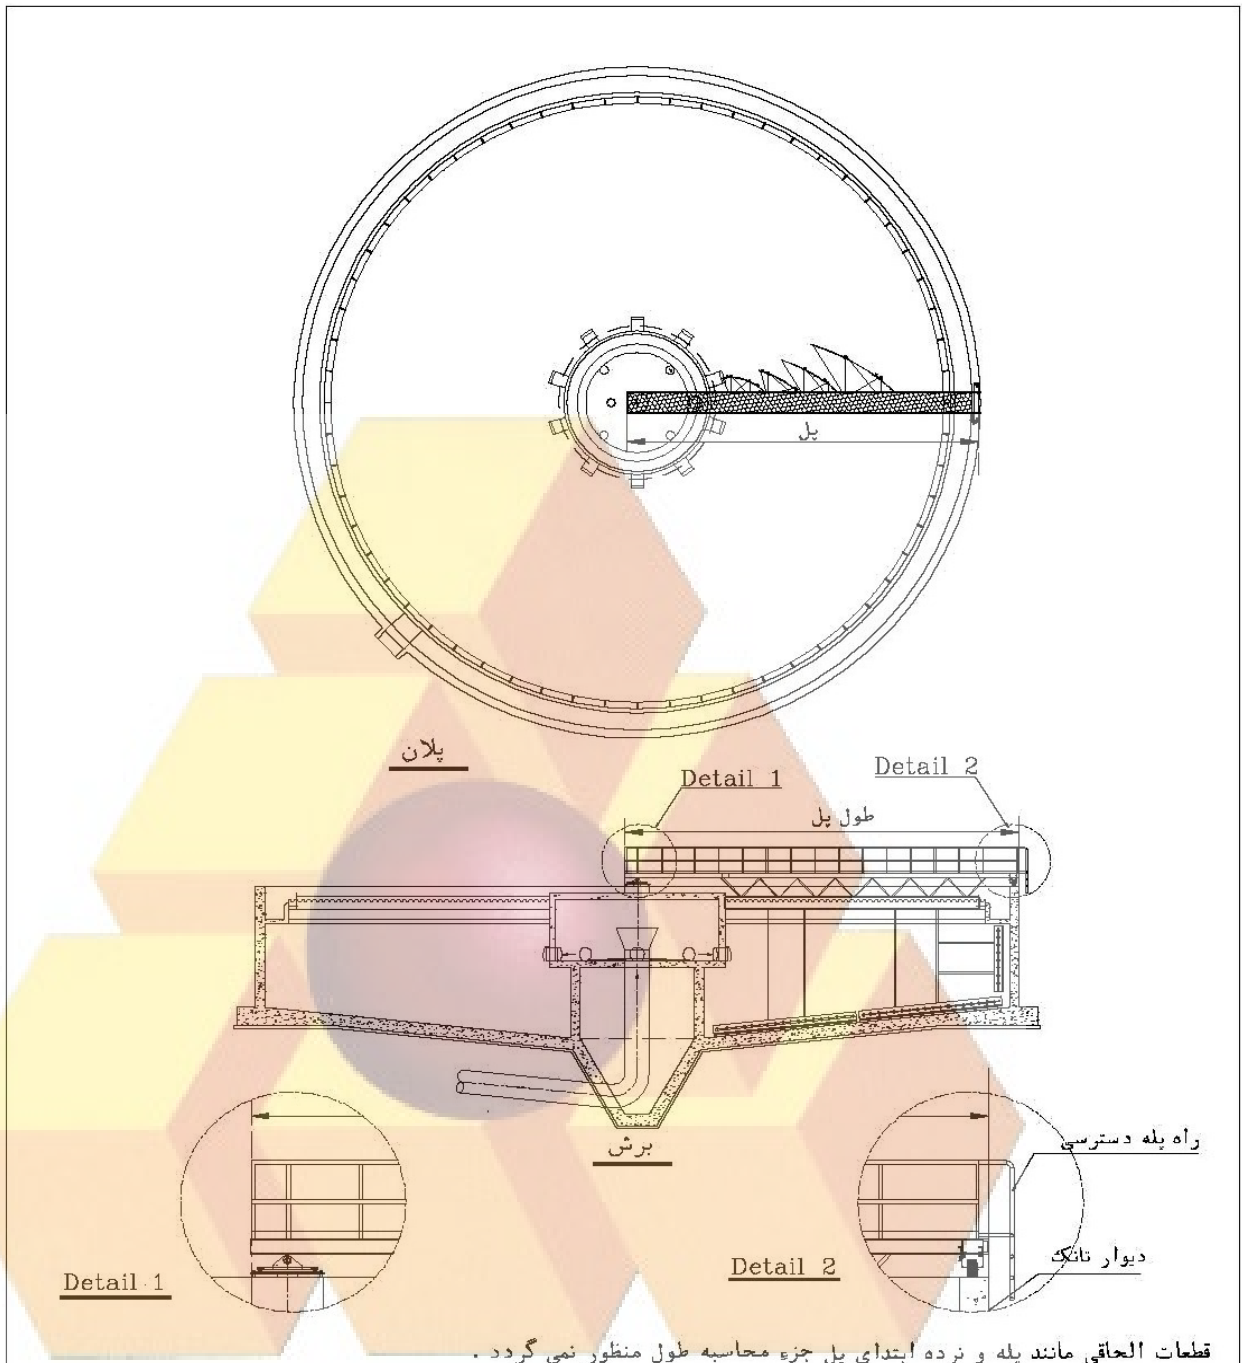 پل
پلان
Detail 1
Detail 2
طول پل
برش
راه پله دسترسی
دیوار تانک
Detail 1
Detail 2
قطعات الحاقی مانند پله و نرده ابتدای پل جزء محاسبه طول منظور نمی گردد .